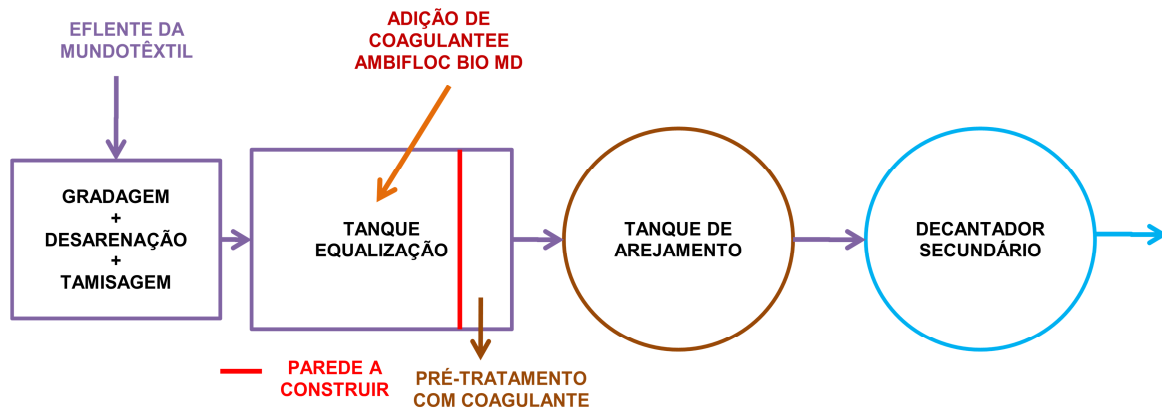 EFLENTE DA
MUNDOTÊXTIL
ADIÇÃO DE
COAGULANTEE
AMBIFLOC BIO MD
GRADAGEM
+
DESARENAÇÃO
+
TAMISAGEM
TANQUE
EQUALIZAÇÃO
TANQUE DE
AREJAMENTO
DECANTADOR
SECUNDÁRIO
PAREDE A
CONSTRUIR
PRÉ-TRATAMENTO
COM COAGULANTE